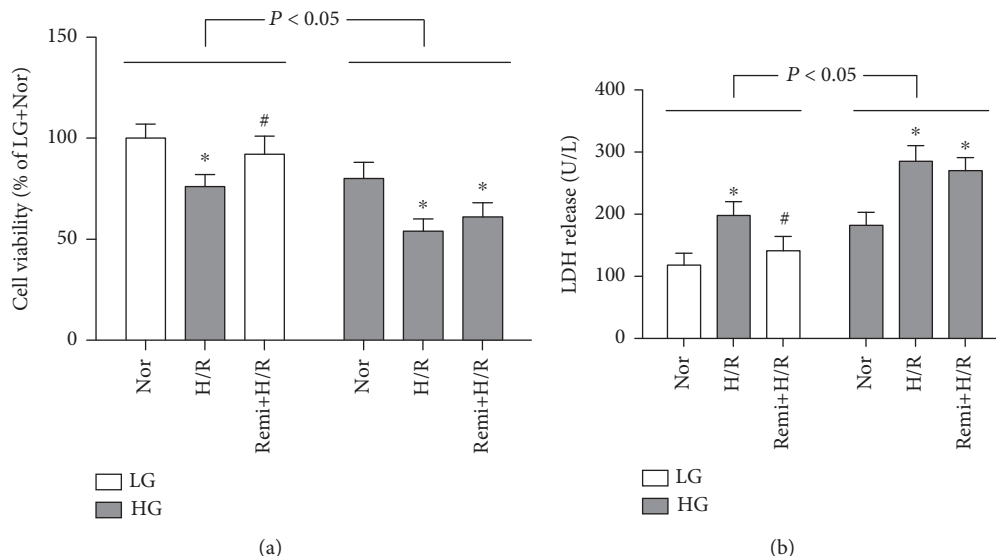 P < 0.05
150
100
50
0
Cell viability (% of LG+Nor)
*
#
*
*
Nor
H/R
Remi+H/R
Nor
H/R
Remi+H/R
LG
HG
(a)
P < 0.05
400
300
200
100
0
LDH release (U/L)
*
#
*
*
Nor
H/R
Remi+H/R
Nor
H/R
Remi+H/R
LG
HG
(b)